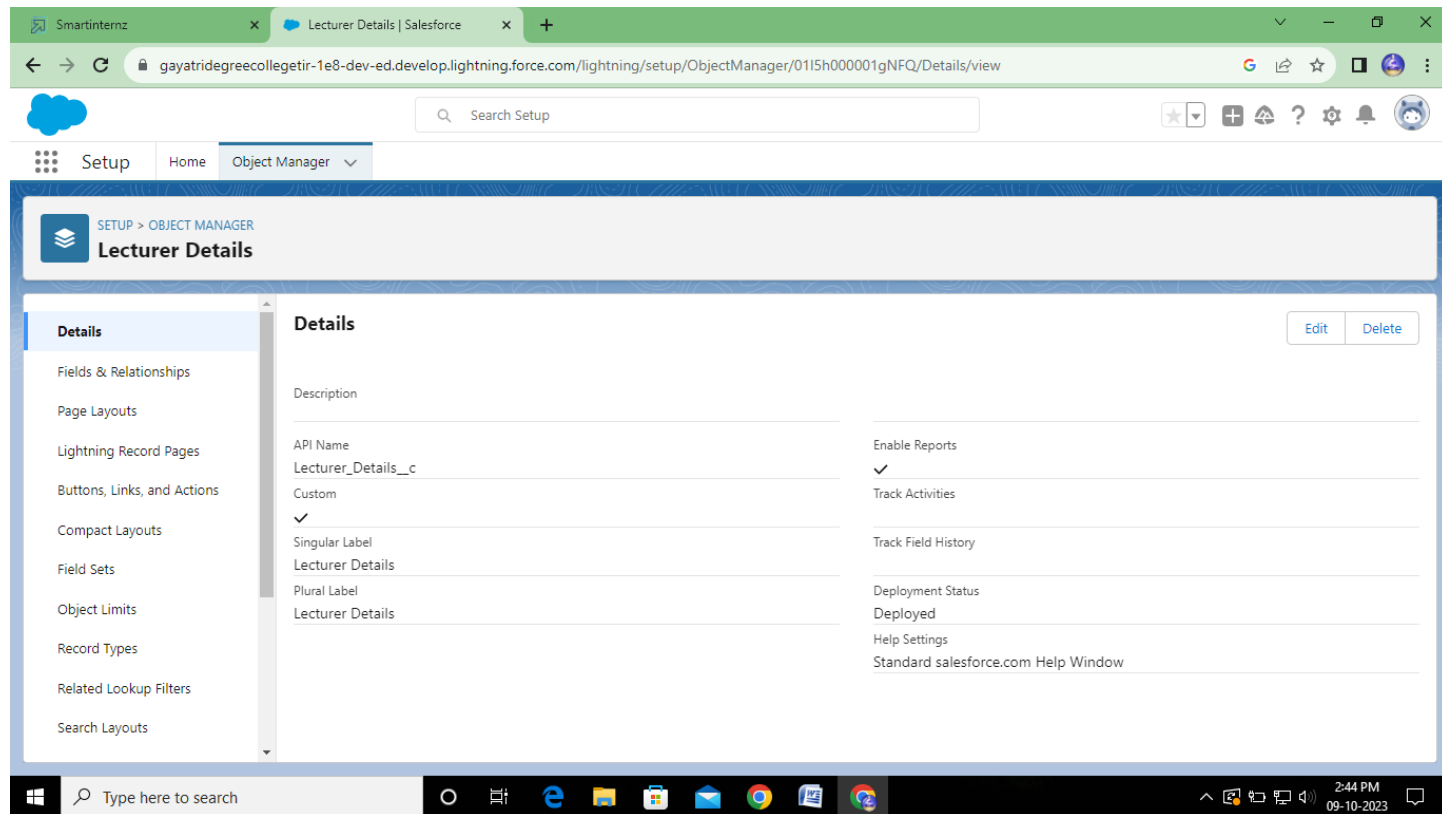 Smartinternz
Lecturer Details | Salesforce
gayatridegreecollegetir-1e8-dev-ed.develop.lightning.force.com/lightning/setup/ObjectManager/01I5h000001gNFQ/Details/view
Search Setup
Setup
Home
Object Manager
SETUP > OBJECT MANAGER
Lecturer Details
Details
Fields & Relationships
Page Layouts
Lightning Record Pages
Buttons, Links, and Actions
Compact Layouts
Field Sets
Object Limits
Record Types
Related Lookup Filters
Search Layouts
Details
Edit
Delete
Description
API Name
Lecturer_Details__c
Custom
Singular Label
Lecturer Details
Plural Label
Lecturer Details
Enable Reports
Track Activities
Track Field History
Deployment Status
Deployed
Help Settings
Standard salesforce.com Help Window
Type here to search
2:44 PM
09-10-2023